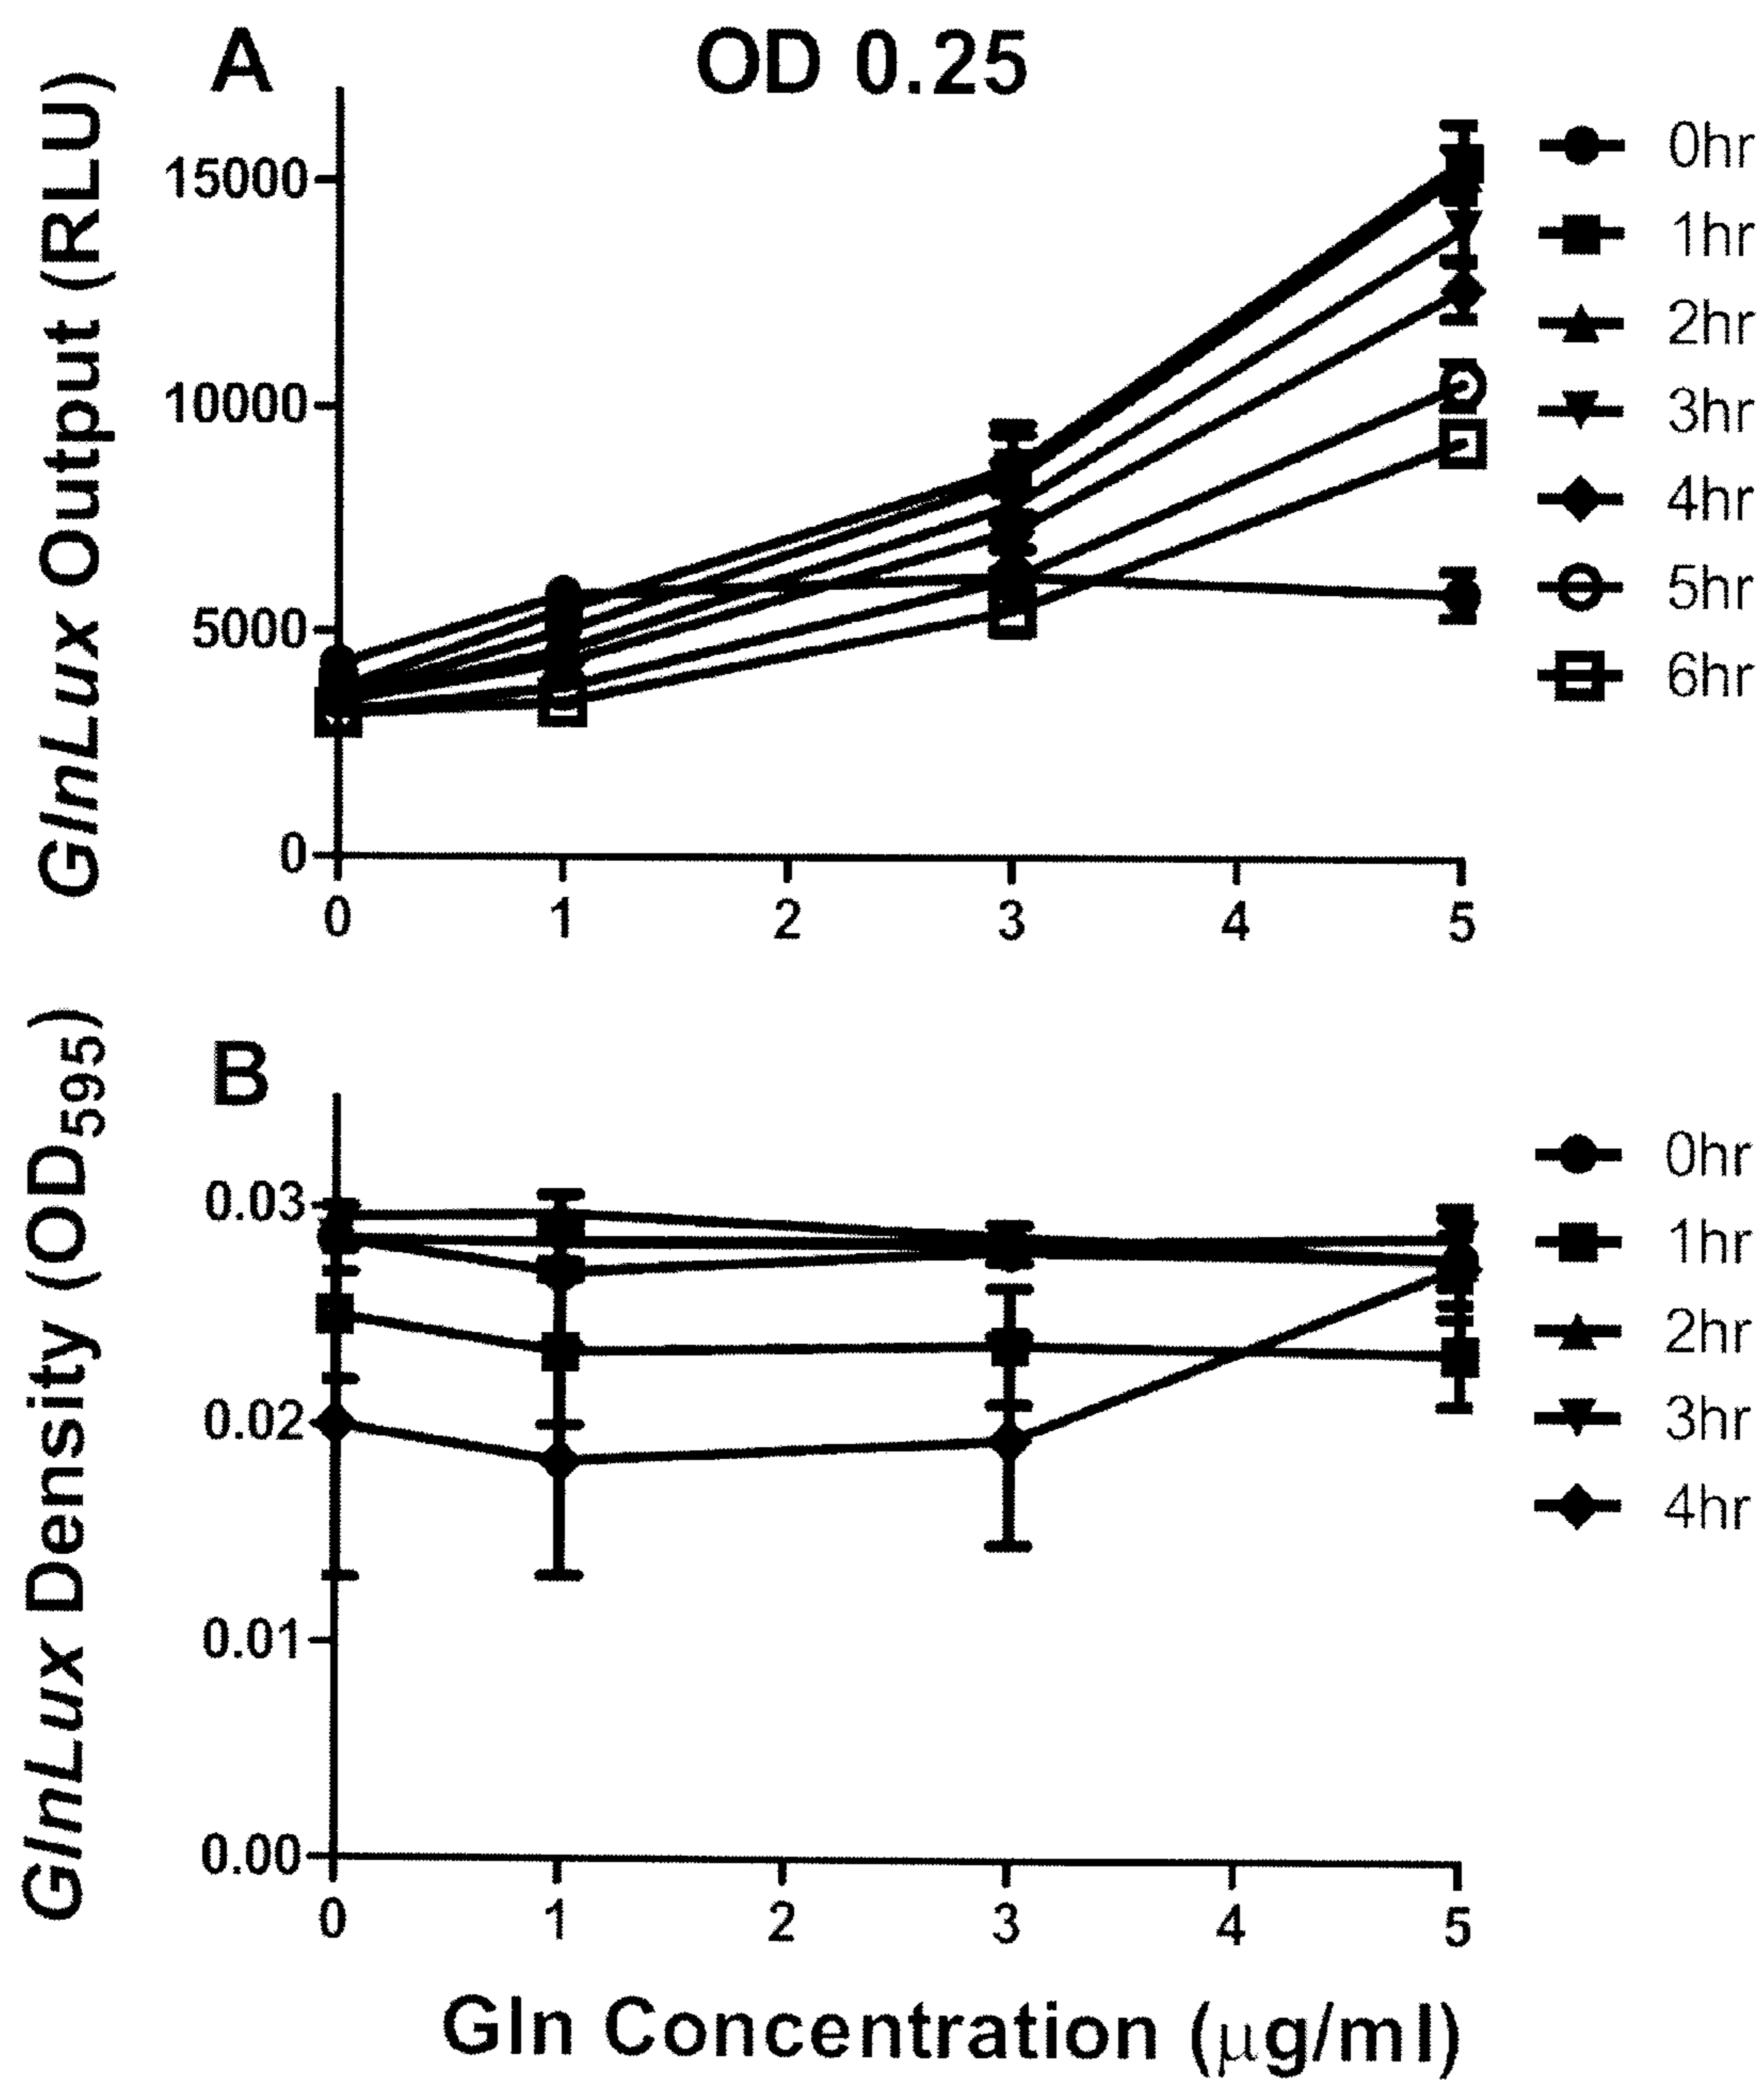 A
OD 0.25
GlnLux Output (RLU)
15000
10000
5000
0
0 1 2 3 4 5
0hr
1hr
2hr
3hr
4hr
5hr
6hr
B
GlnLux Density (OD595)
0.03
0.02
0.01
0.00
0 1 2 3 4 5
0hr
1hr
2hr
3hr
4hr
Gln Concentration (μg/ml)